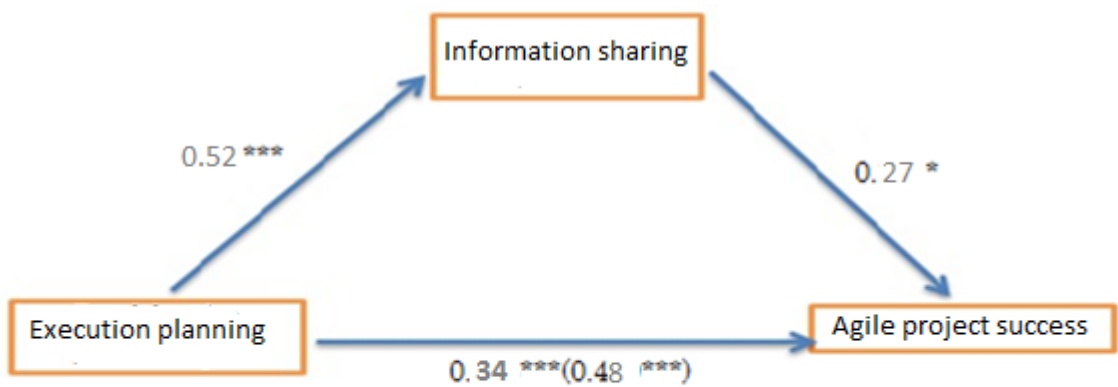 Information sharing
0.52 ***
0.27 *
Execution planning
Agile project success
0.34 ***(0.48 ***)